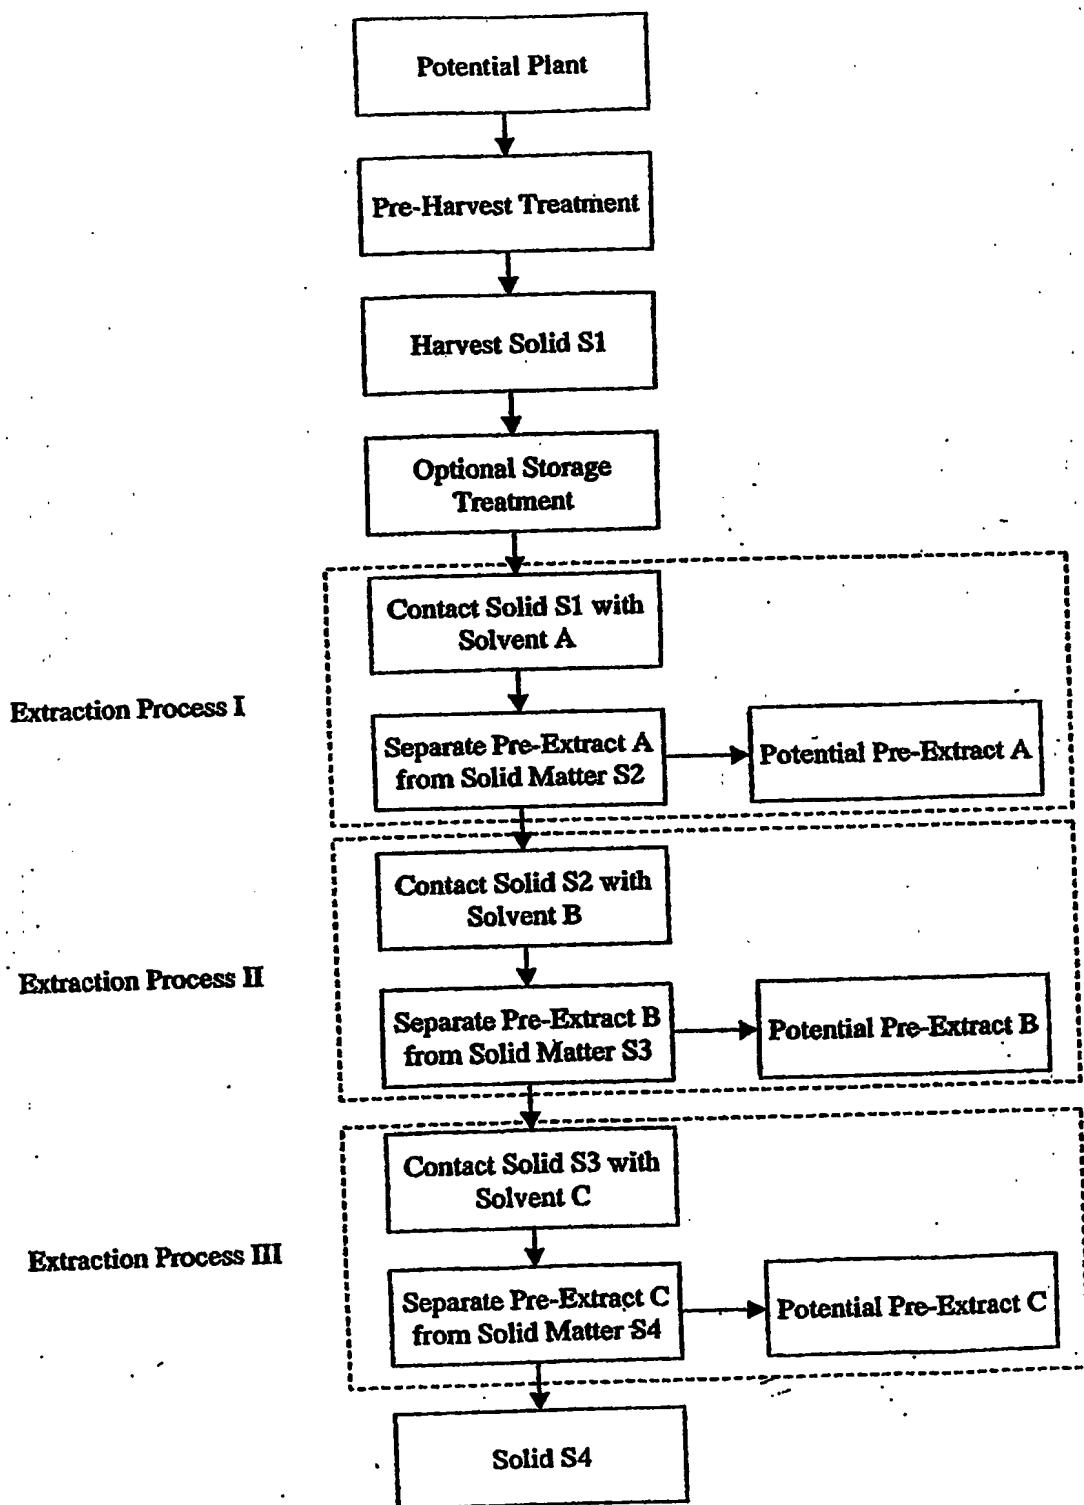 Potential Plant
Pre-Harvest Treatment
Harvest Solid S1
Optional Storage
Treatment
Contact Solid S1 with
Solvent A
Extraction Process I
Separate Pre-Extract A
from Solid Matter S2
Potential Pre-Extract A
Contact Solid S2 with
Solvent B
Extraction Process II
Separate Pre-Extract B
from Solid Matter S3
Potential Pre-Extract B
Contact Solid S3 with
Solvent C
Extraction Process III
Separate Pre-Extract C
from Solid Matter S4
Potential Pre-Extract C
Solid S4